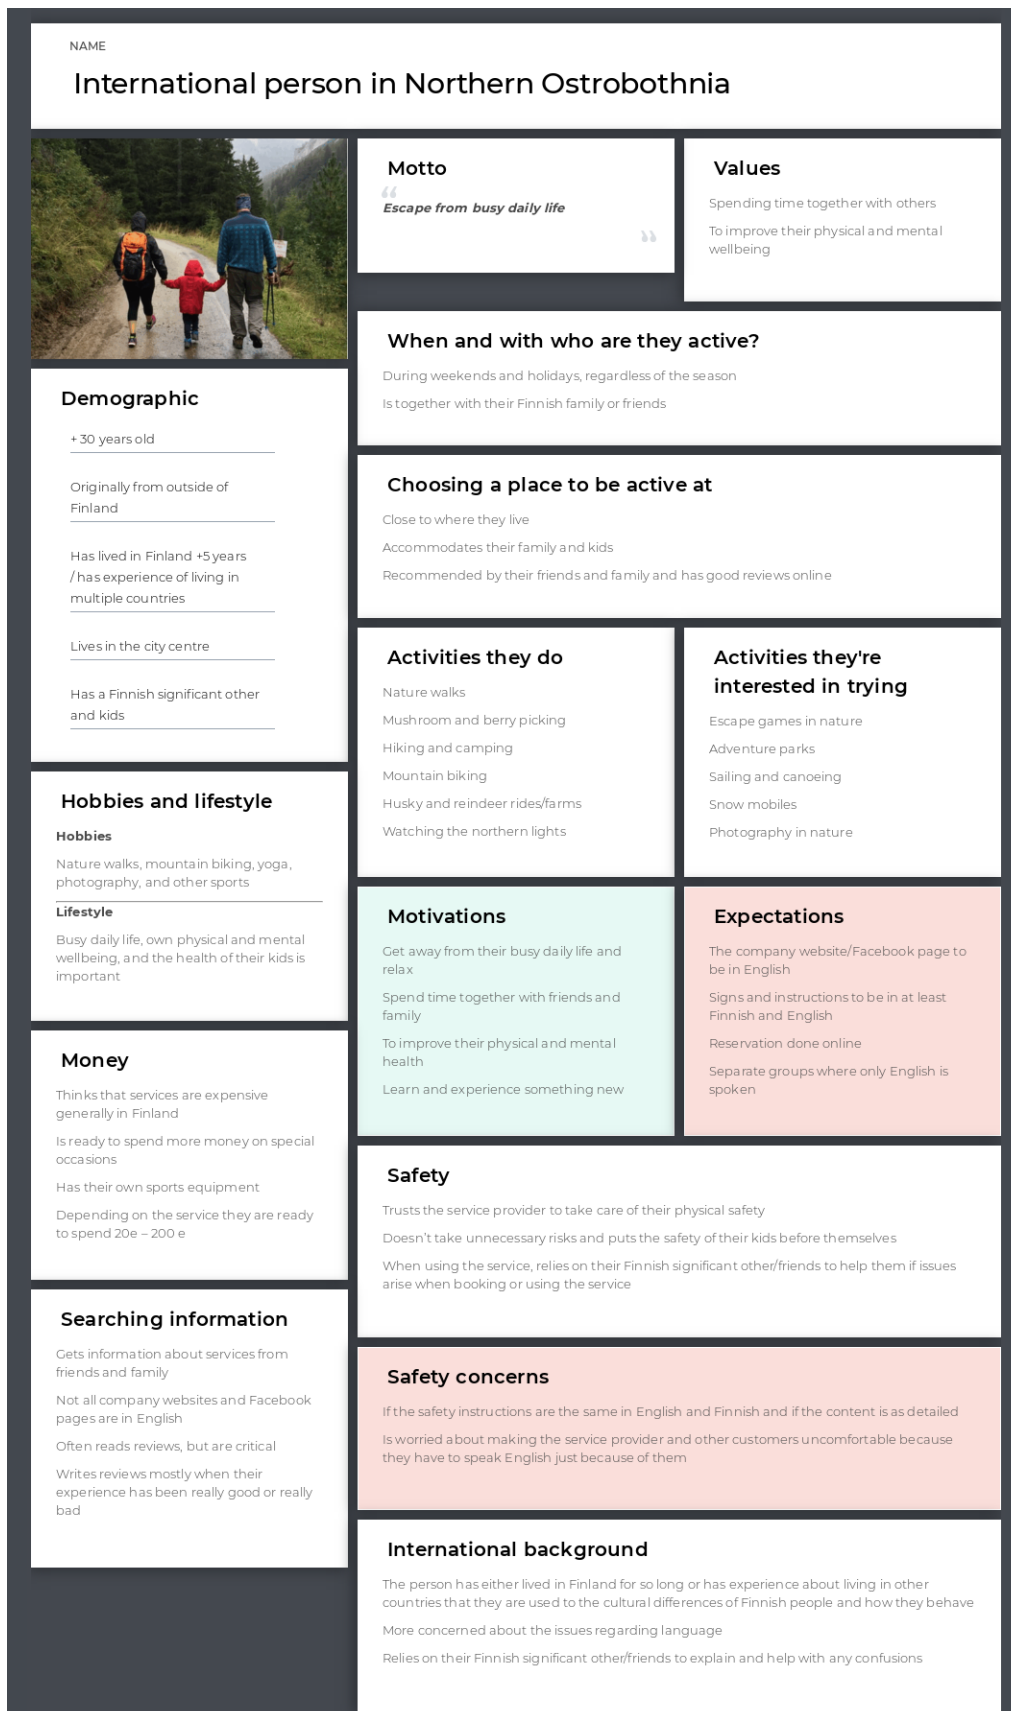 NAME
International person in Northern Ostrobothnia
Motto
“
Escape from busy daily life
”
Values
Spending time together with others
To improve their physical and mental
wellbeing
When and with who are they active?
During weekends and holidays, regardless of the season
Is together with their Finnish family or friends
Demographic
+ 30 years old
Originally from outside of
Finland
Has lived in Finland +5 years
/ has experience of living in
multiple countries
Lives in the city centre
Has a Finnish significant other
and kids
Choosing a place to be active at
Close to where they live
Accommodates their family and kids
Recommended by their friends and family and has good reviews online
Activities they do
Nature walks
Mushroom and berry picking
Hiking and camping
Mountain biking
Husky and reindeer rides/farms
Watching the northern lights
Activities they're
interested in trying
Escape games in nature
Adventure parks
Sailing and canoeing
Snow mobiles
Photography in nature
Hobbies and lifestyle
Hobbies
Nature walks, mountain biking, yoga,
photography, and other sports
Lifestyle
Busy daily life, own physical and mental
wellbeing, and the health of their kids is
important
Motivations
Get away from their busy daily life and
relax
Spend time together with friends and
family
To improve their physical and mental
health
Learn and experience something new
Expectations
The company website/Facebook page to
be in English
Signs and instructions to be in at least
Finnish and English
Reservation done online
Separate groups where only English is
spoken
Money
Thinks that services are expensive
generally in Finland
Is ready to spend more money on special
occasions
Has their own sports equipment
Depending on the service they are ready
to spend 20e – 200 e
Safety
Trusts the service provider to take care of their physical safety
Doesn’t take unnecessary risks and puts the safety of their kids before themselves
When using the service, relies on their Finnish significant other/friends to help them if issues
arise when booking or using the service
Searching information
Gets information about services from
friends and family
Not all company websites and Facebook
pages are in English
Often reads reviews, but are critical
Writes reviews mostly when their
experience has been really good or really
bad
Safety concerns
If the safety instructions are the same in English and Finnish and if the content is as detailed
Is worried about making the service provider and other customers uncomfortable because
they have to speak English just because of them
International background
The person has either lived in Finland for so long or has experience about living in other
countries that they are used to the cultural differences of Finnish people and how they behave
More concerned about the issues regarding language
Relies on their Finnish significant other/friends to explain and help with any confusions